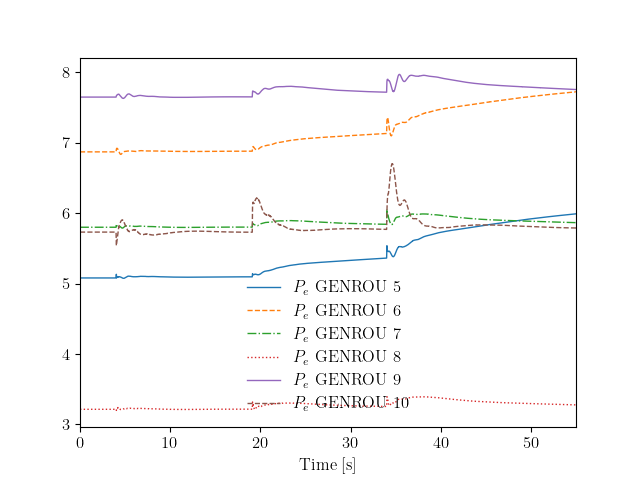 8
7
6
5
4
3
0 10 20 30 40 50
Time [s]
P_e GENROU 5
P_e GENROU 6
P_e GENROU 7
P_e GENROU 8
P_e GENROU 9
P_e GENROU 10